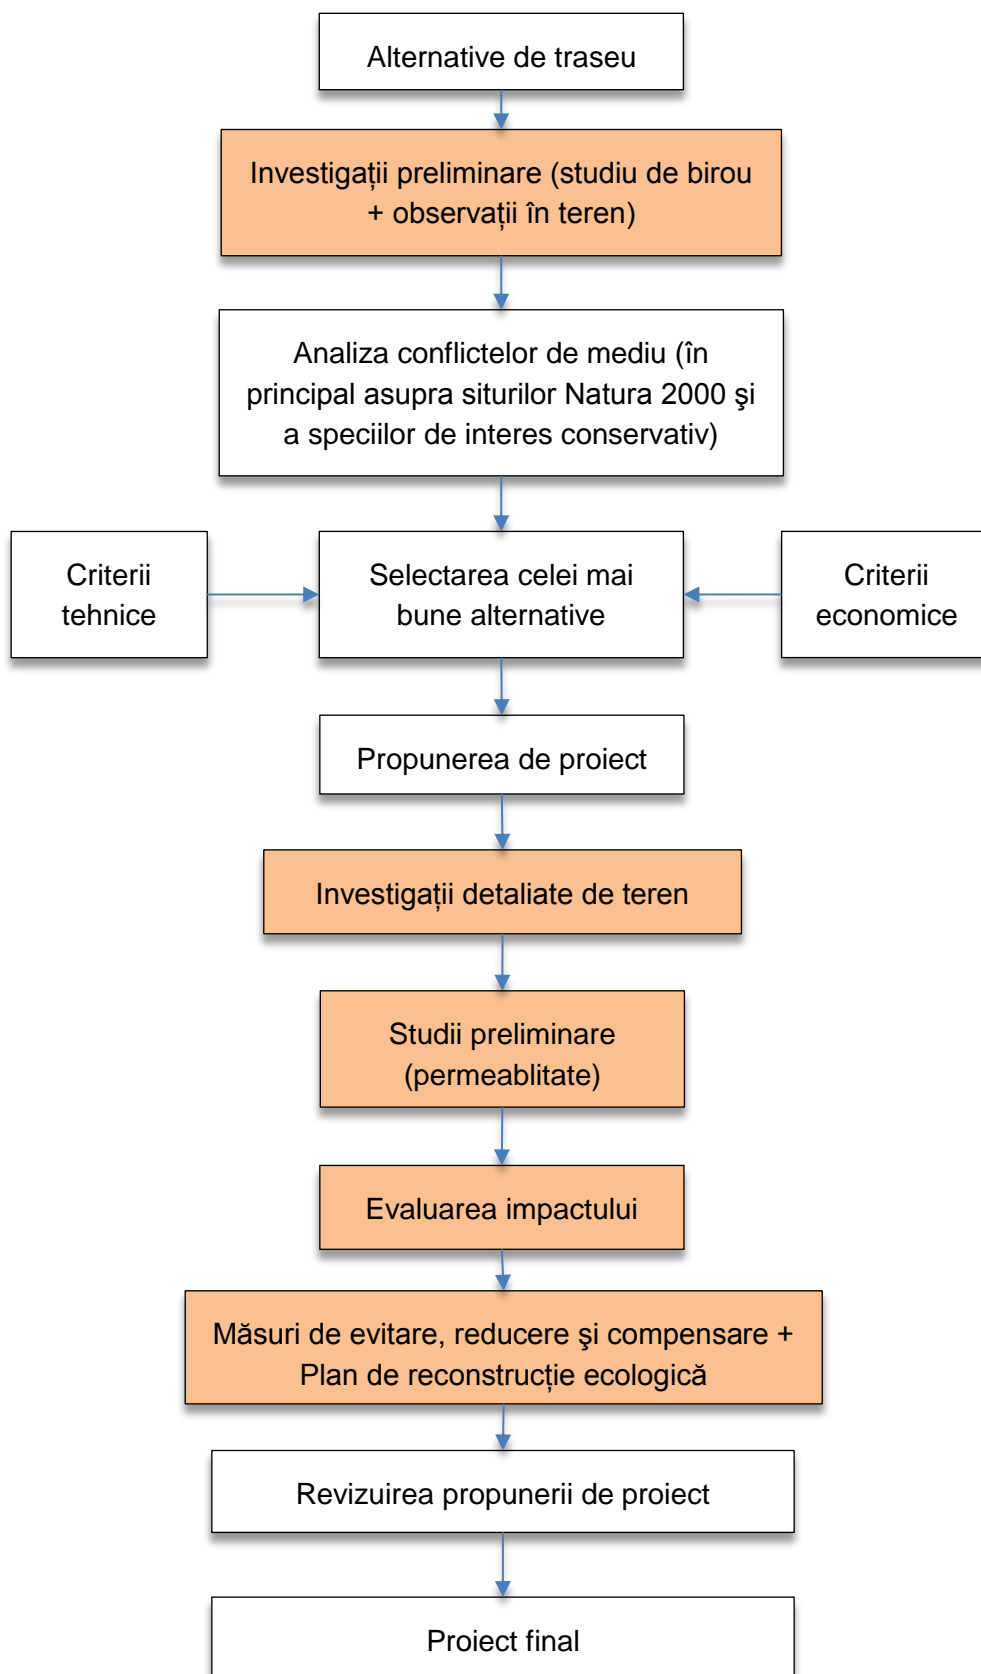 Alternative de traseu
Investigații preliminare (studiu de birou
+ observații în teren)
Analiza conflictelor de mediu (în
principal asupra siturilor Natura 2000 şi
a speciilor de interes conservativ)
Criterii
tehnice
Selectarea celei mai
bune alternative
Criterii
economice
Propunerea de proiect
Investigații detaliate de teren
Studii preliminare
(permeablitate)
Evaluarea impactului
Măsuri de evitare, reducere şi compensare +
Plan de reconstrucție ecologică
Revizuirea propunerii de proiect
Proiect final